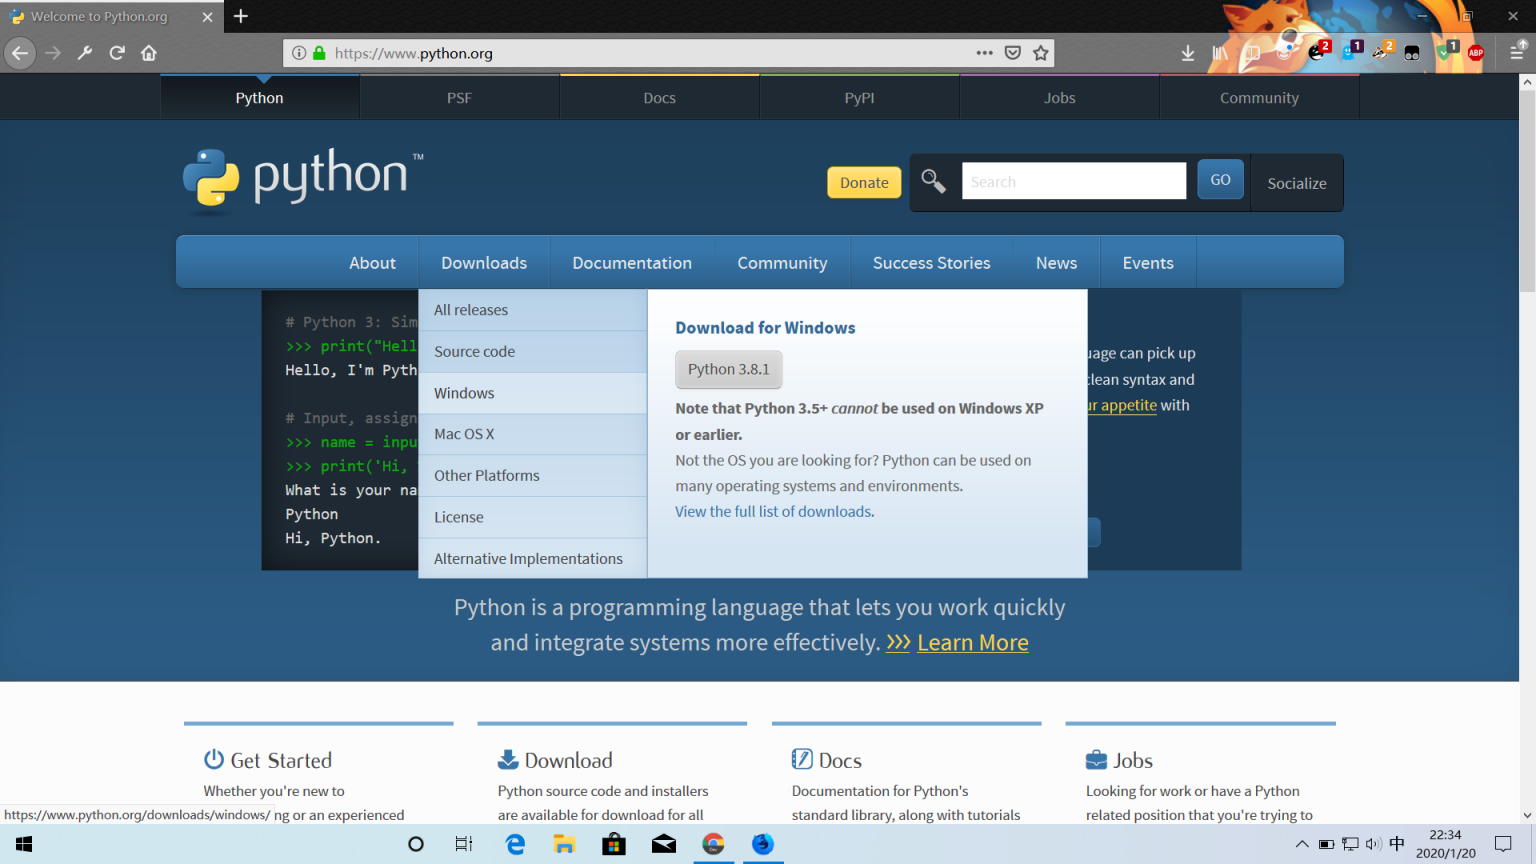 Welcome to Python.org
https://www.python.org
2
1
2
1
ABP
Python
PSF
Docs
PyPI
Jobs
Community
python™
Donate
Search
GO
Socialize
About
Downloads
Documentation
Community
Success Stories
News
Events
# Python 3: Sim
>>> print("Hell
Hello, I'm Pyth
# Input, assign
>>> name = inpu
>>> print('Hi,
What is your na
Python
Hi, Python.
All releases
Source code
Windows
Mac OS X
Other Platforms
License
Alternative Implementations
Download for Windows
Python 3.8.1
Note that Python 3.5+ cannot be used on Windows XP
or earlier.
Not the OS you are looking for? Python can be used on
many operating systems and environments.
View the full list of downloads.
uage can pick up
clean syntax and
ur appetite with
Python is a programming language that lets you work quickly
and integrate systems more effectively. >>> Learn More
Get Started
Whether you're new to
ng or an experienced
Download
Python source code and installers
are available for download for all
Docs
Documentation for Python's
standard library, along with tutorials
Jobs
Looking for work or have a Python
related position that you're trying to
https://www.python.org/downloads/windows/
中
22:34
2020/1/20